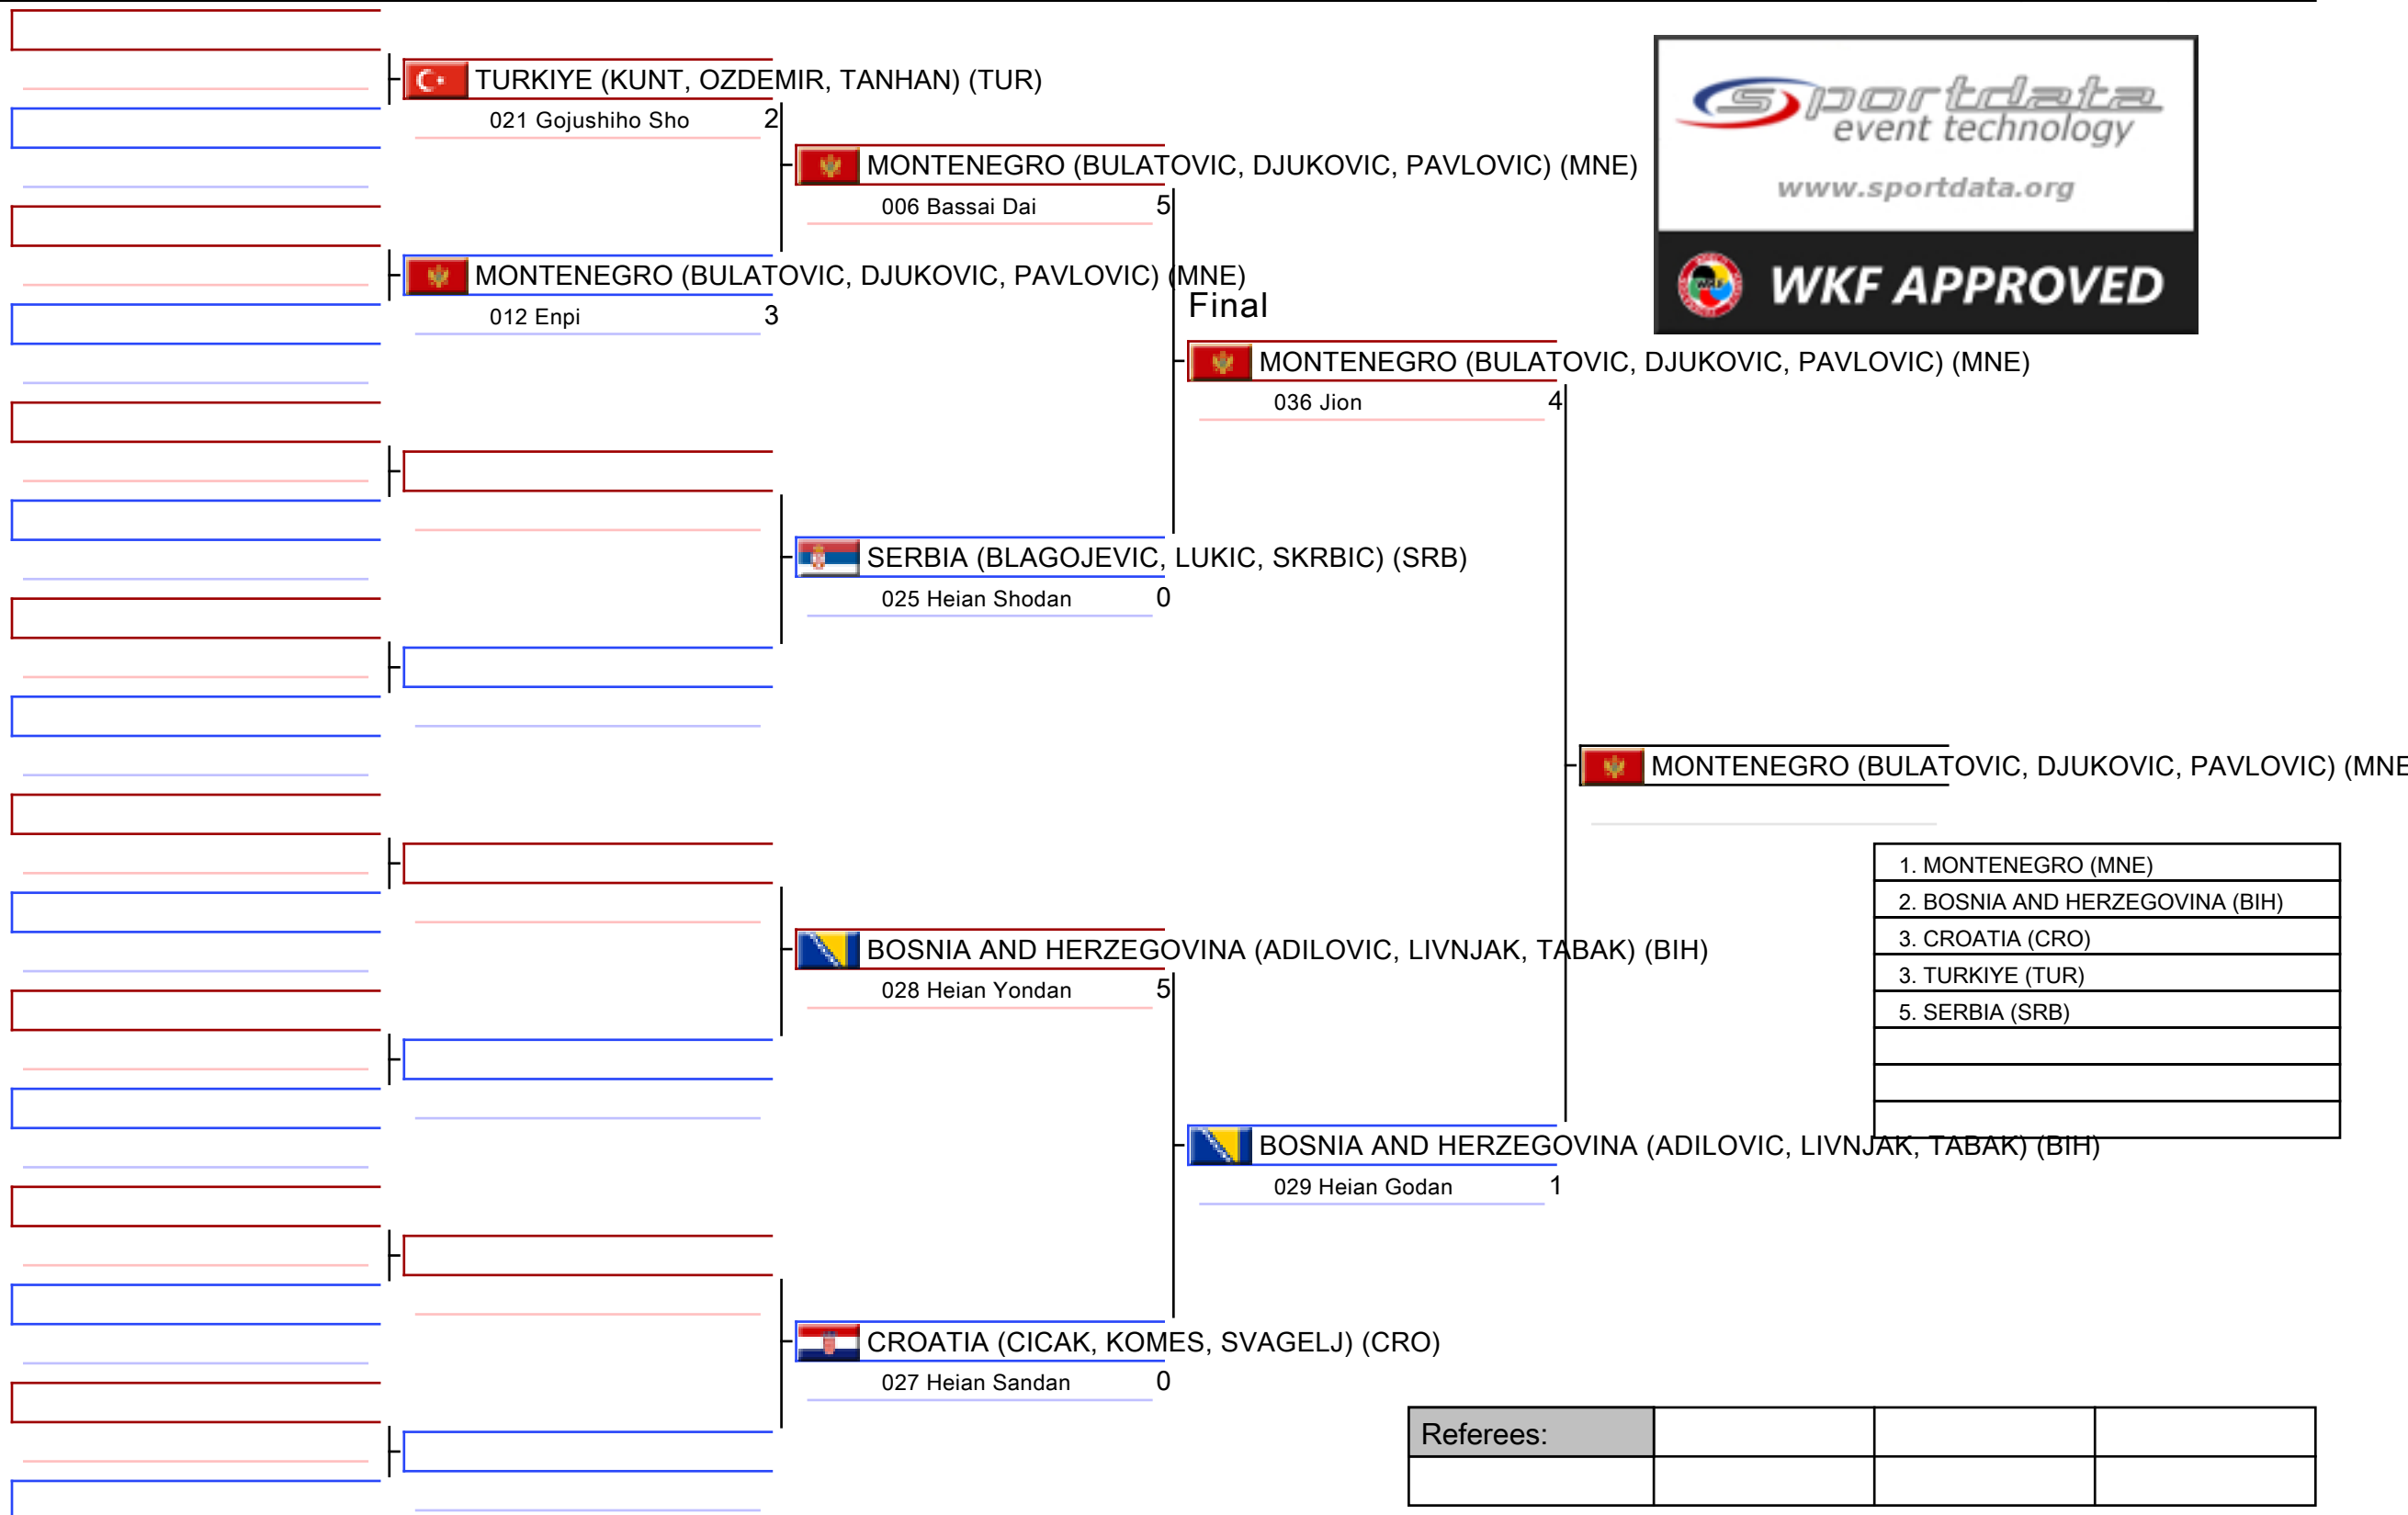 TURKIYE (KUNT, OZDEMIR, TANHAN) (TUR)
021 Gojushiho Sho 2
MONTENEGRO (BULATOVIC, DJUKOVIC, PAVLOVIC) (MNE)
006 Bassai Dai 5
MONTENEGRO (BULATOVIC, DJUKOVIC, PAVLOVIC) (MNE)
012 Enpi 3
sportdata
event technology
www.sportdata.org
WKF APPROVED
Final
MONTENEGRO (BULATOVIC, DJUKOVIC, PAVLOVIC) (MNE)
036 Jion 4
SERBIA (BLAGOJEVIC, LUKIC, SKRBIC) (SRB)
025 Heian Shodan 0
MONTENEGRO (BULATOVIC, DJUKOVIC, PAVLOVIC) (MNE
1. MONTENEGRO (MNE)
2. BOSNIA AND HERZEGOVINA (BIH)
3. CROATIA (CRO)
3. TURKIYE (TUR)
5. SERBIA (SRB)
BOSNIA AND HERZEGOVINA (ADILOVIC, LIVNJAK, TABAK) (BIH)
028 Heian Yondan 5
BOSNIA AND HERZEGOVINA (ADILOVIC, LIVNJAK, TABAK) (BIH)
029 Heian Godan 1
CROATIA (CICAK, KOMES, SVAGELJ) (CRO)
027 Heian Sandan 0
Referees: